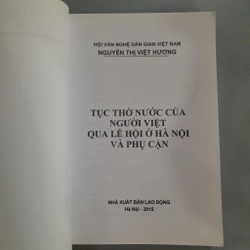 HỘI VĂN NGHỆ DÂN GIAN VIỆT NAM
NGUYỄN THỊ VIỆT HƯƠNG
TỤC THỜ NƯỚC CỦA
NGƯỜI VIỆT
QUA LỄ HỘI Ở HÀ NỘI
VÀ PHỤ CẬN
NHÀ XUẤT BẢN LAO ĐỘNG
Hà Nội - 2015